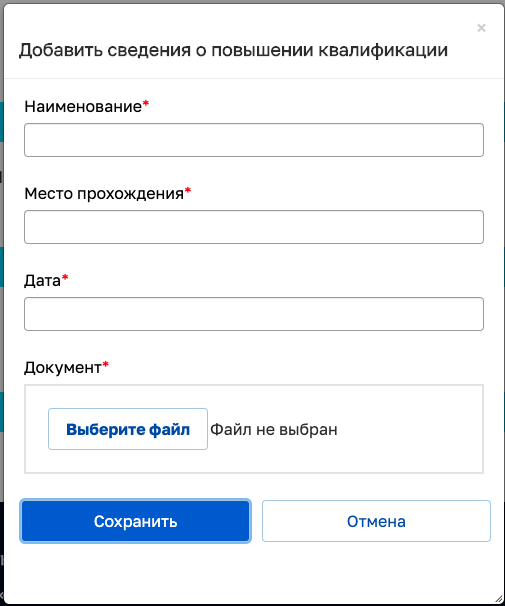 ×
Добавить сведения о повышении квалификации
Наименование*
Место прохождения*
Дата*
Документ*
Выберите файл Файл не выбран
Сохранить Отмена